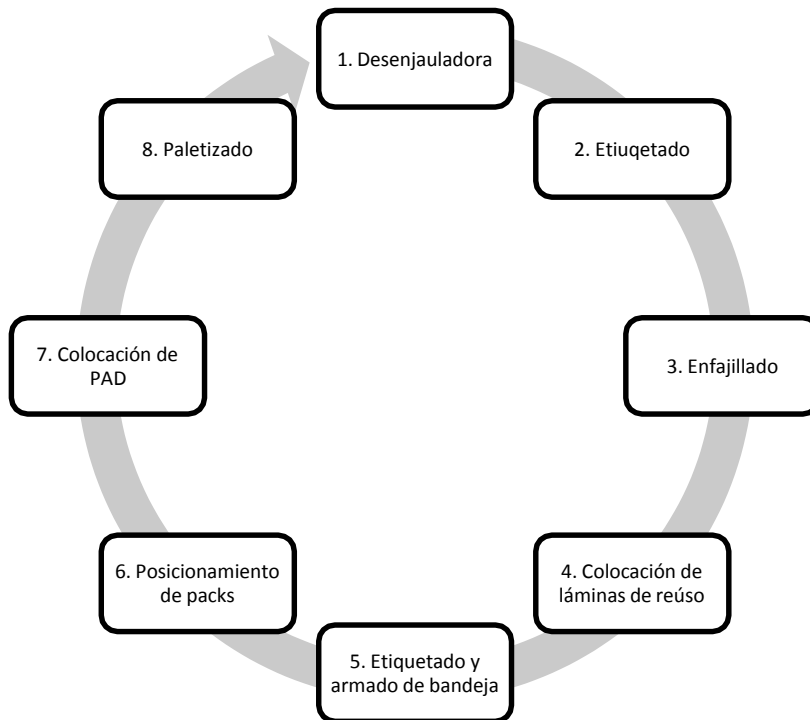 1. Desenjauladora
2. Etiuqetado
3. Enfajillado
4. Colocación de
láminas de reúso
5. Etiquetado y
armado de bandeja
6. Posicionamiento
de packs
7. Colocación de
PAD
8. Paletizado